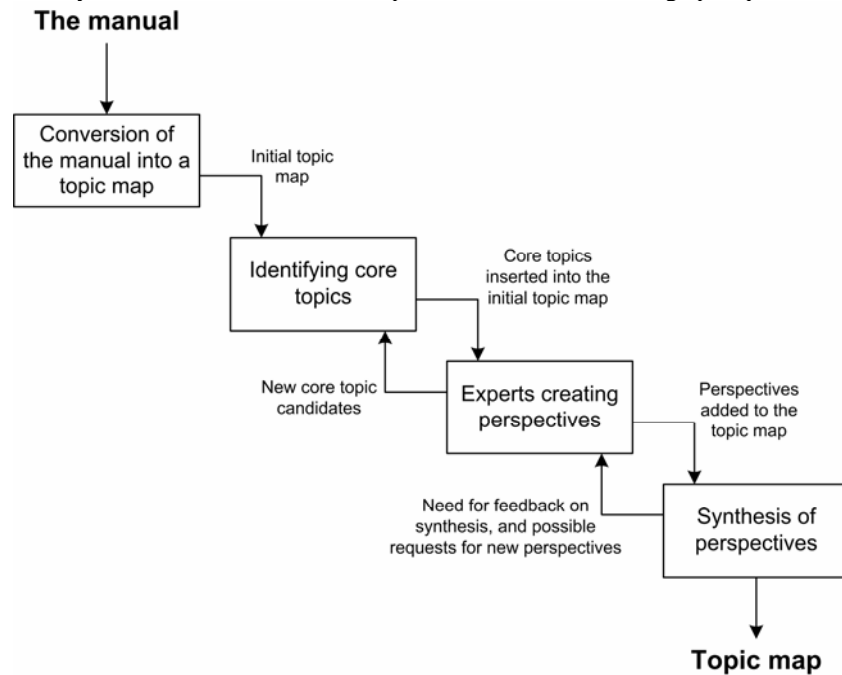 The manual
Conversion of
the manual into a
topic map
Initial topic
map
Identifying core
topics
Core topics
inserted into the
initial topic map
New core topic
candidates
Experts creating
perspectives
Perspectives
added to the
topic map
Need for feedback on
synthesis, and possible
requests for new perspectives
Synthesis of
perspectives
Topic map